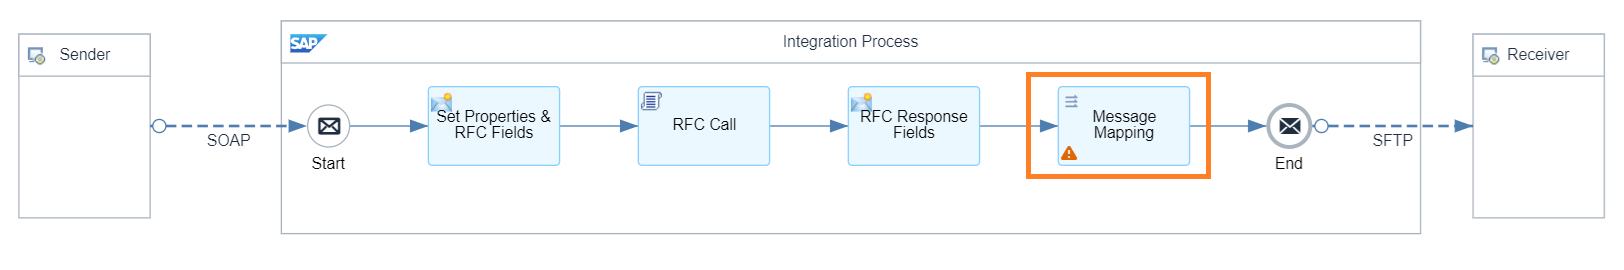 Sender
SAP
Integration Process
Receiver
SOAP
Start
Set Properties &
RFC Fields
RFC Call
RFC Response
Fields
Message
Mapping
End
SFTP